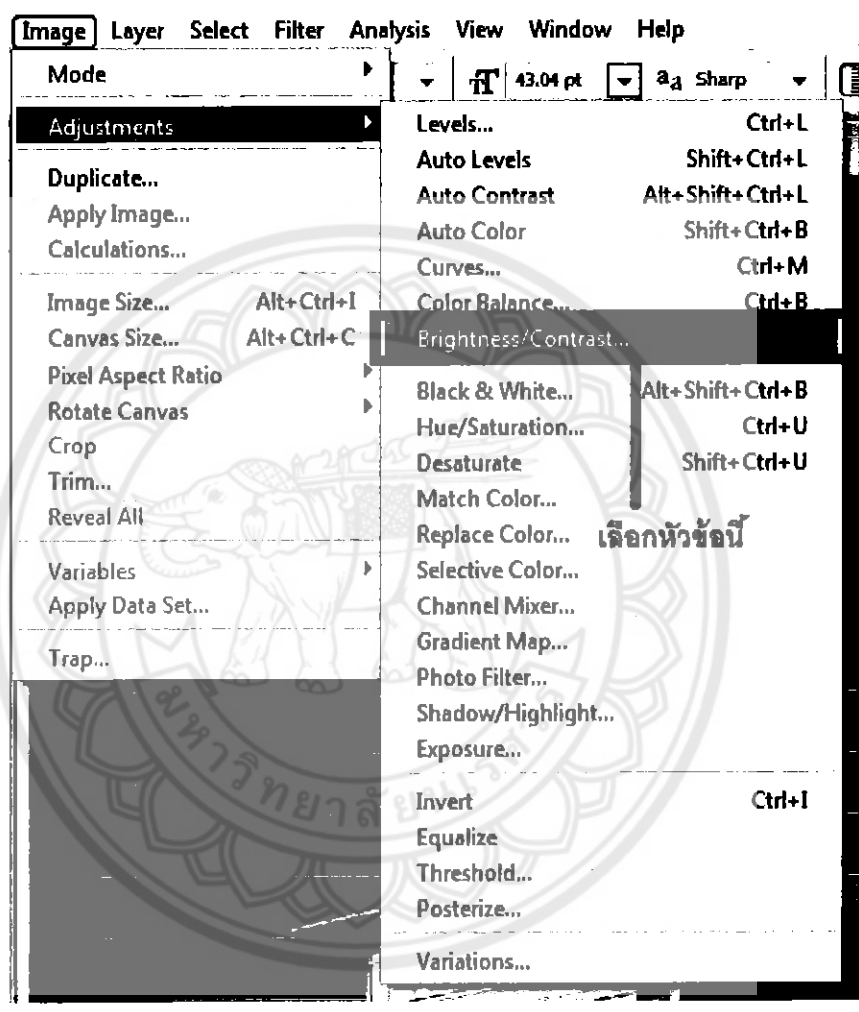 Image Layer Select Filter Analysis View Window Help
43.04 pt aa Sharp
Mode
Adjustments
Duplicate...
Apply Image...
Calculations...
Image Size... Alt+Ctrl+I
Canvas Size... Alt+Ctrl+C
Pixel Aspect Ratio
Rotate Canvas
Crop
Trim...
Reveal All
Variables
Apply Data Set...
Trap...
Levels... Ctrl+L
Auto Levels Shift+Ctrl+L
Auto Contrast Alt+Shift+Ctrl+L
Auto Color Shift+Ctrl+B
Curves... Ctrl+M
Color Balance... Ctrl+B
Brightness/Contrast...
Black & White... Alt+Shift+Ctrl+B
Hue/Saturation... Ctrl+U
Desaturate Shift+Ctrl+U
Match Color...
Replace Color...
เลือกหัวข้อนี้
Selective Color...
Channel Mixer...
Gradient Map...
Photo Filter...
Shadow/Highlight...
Exposure...
Invert Ctrl+I
Equalize
Threshold...
Posterize...
Variations...